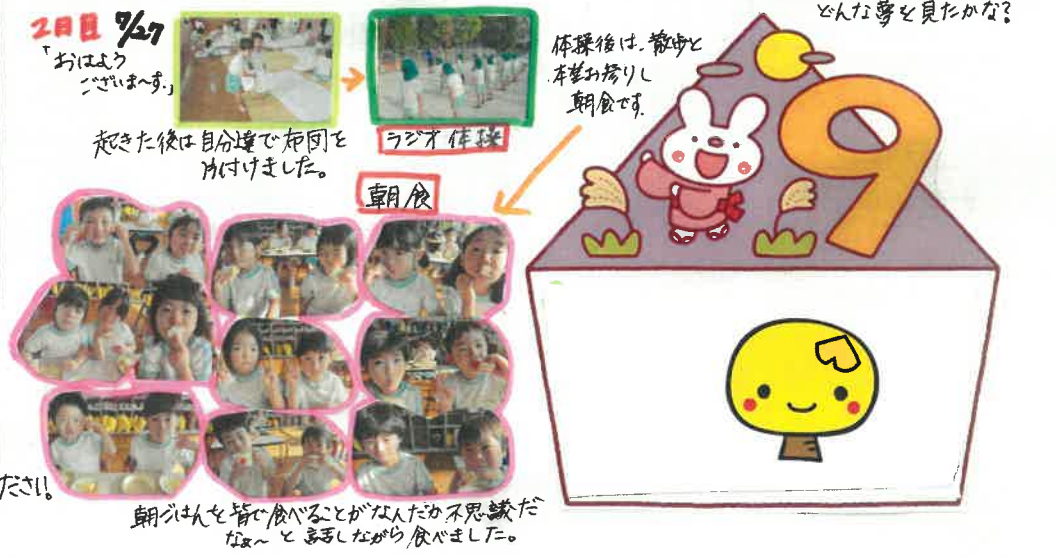 どんな夢を見たかな?
2日目 7/27
「おはよう
ございま〜す。」
起きた後は自分達で布団を
片付けました。
ラジオ体操
体操後は、散歩と
本堂お参りし
朝食です。
9
朝食
ださい。
朝ごはんを皆で食べることがなんだか不思議だ
なぁ〜と話しながら食べました。